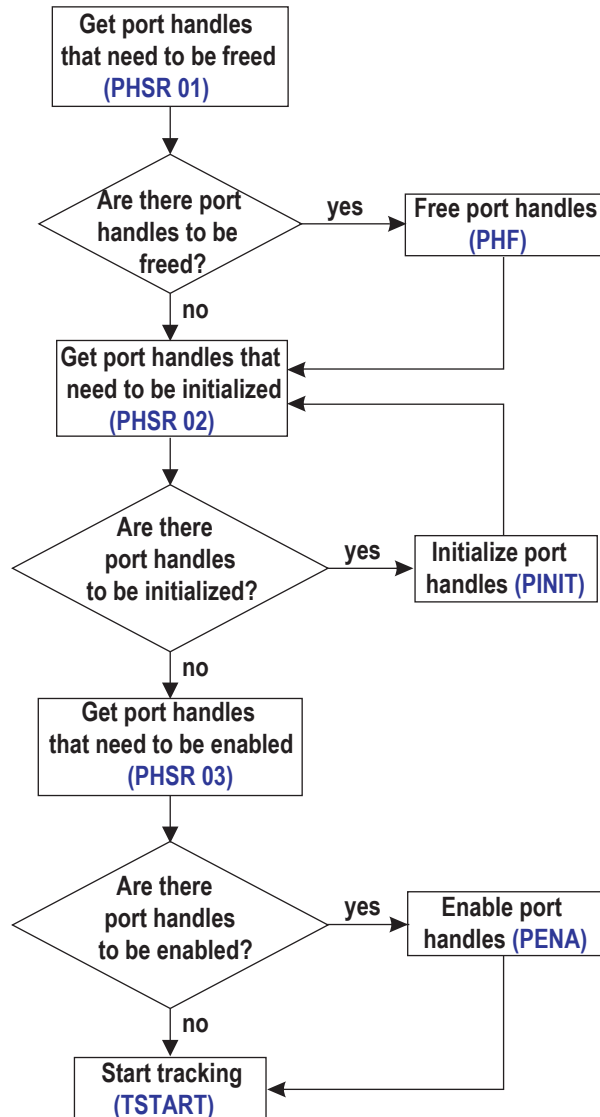 Get port handles
that need to be freed
(PHSR 01)
Are there port
handles to be
freed?
yes
Free port handles
(PHF)
no
Get port handles that
need to be initialized
(PHSR 02)
Are there
port handles
to be initialized?
yes
Initialize port
handles (PINIT)
no
Get port handles
that need to be enabled
(PHSR 03)
Are there
port handles
to be enabled?
yes
Enable port
handles (PENA)
no
Start tracking
(TSTART)